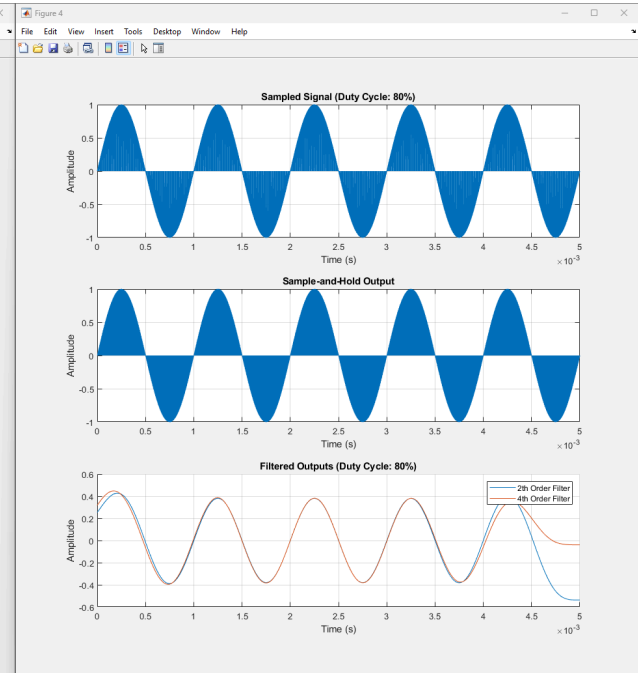 Figure 4
File Edit View Insert Tools Desktop Window Help
Sampled Signal (Duty Cycle: 80%)
1
0.5
0
-0.5
-1
Amplitude
0 0.5 1 1.5 2 2.5 3 3.5 4 4.5 5
Time (s)
×10-3
Sample-and-Hold Output
1
0.5
0
-0.5
-1
Amplitude
0 0.5 1 1.5 2 2.5 3 3.5 4 4.5 5
Time (s)
×10-3
Filtered Outputs (Duty Cycle: 80%)
0.6
0.4
0.2
0
-0.2
-0.4
-0.6
Amplitude
2th Order Filter
4th Order Filter
0 0.5 1 1.5 2 2.5 3 3.5 4 4.5 5
Time (s)
×10-3